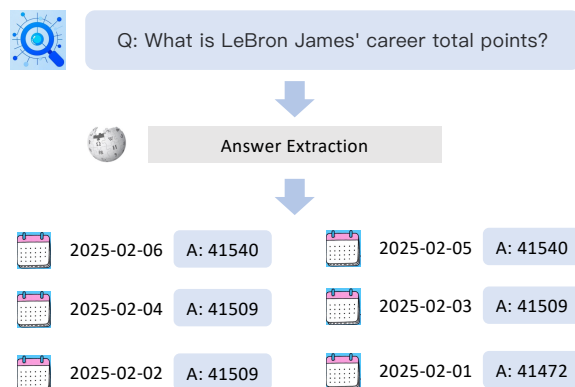 Q: What is LeBron James' career total points?
Answer Extraction
2025-02-06 A: 41540 2025-02-05 A: 41540
2025-02-04 A: 41509 2025-02-03 A: 41509
2025-02-02 A: 41509 2025-02-01 A: 41472